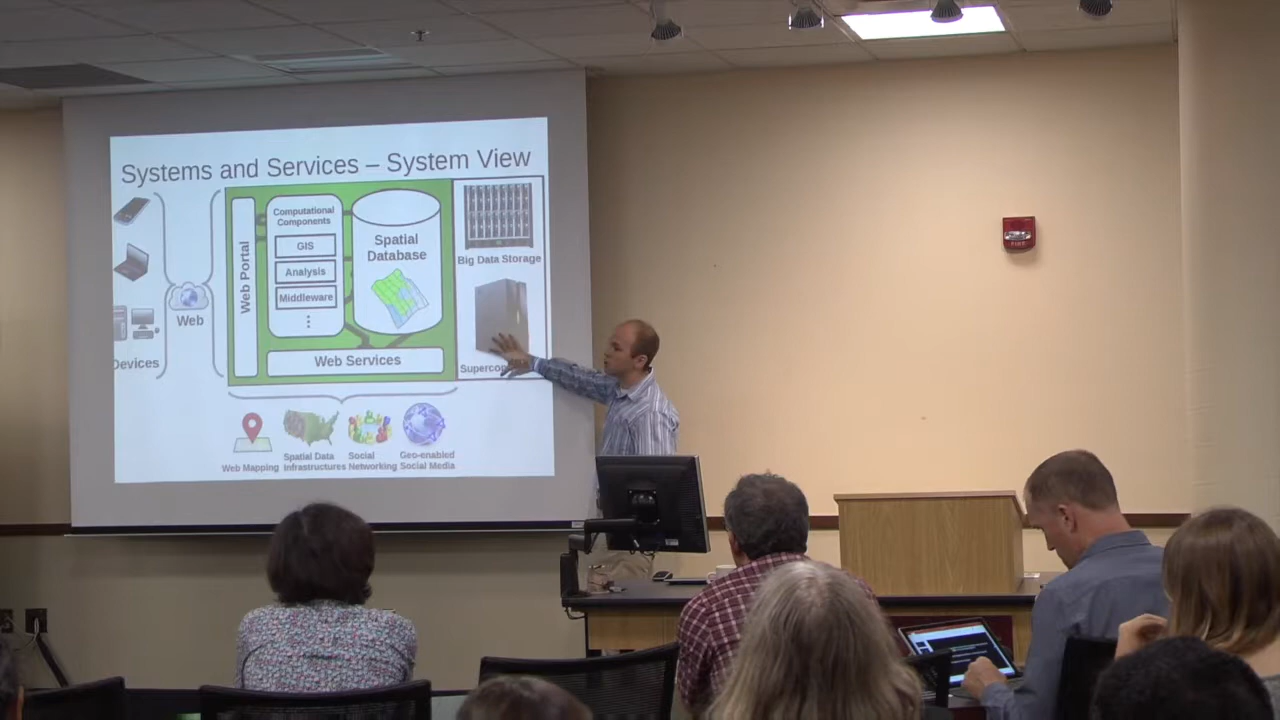 Systems and Services – System View
Web Portal
Computational
Components
GIS
Analysis
Middleware
Spatial
Database
Web Services
Big Data Storage
Web
Devices
Web Mapping
Spatial Data
Infrastructures
Social
Networking
Geo-enabled
Social Media
FIRE